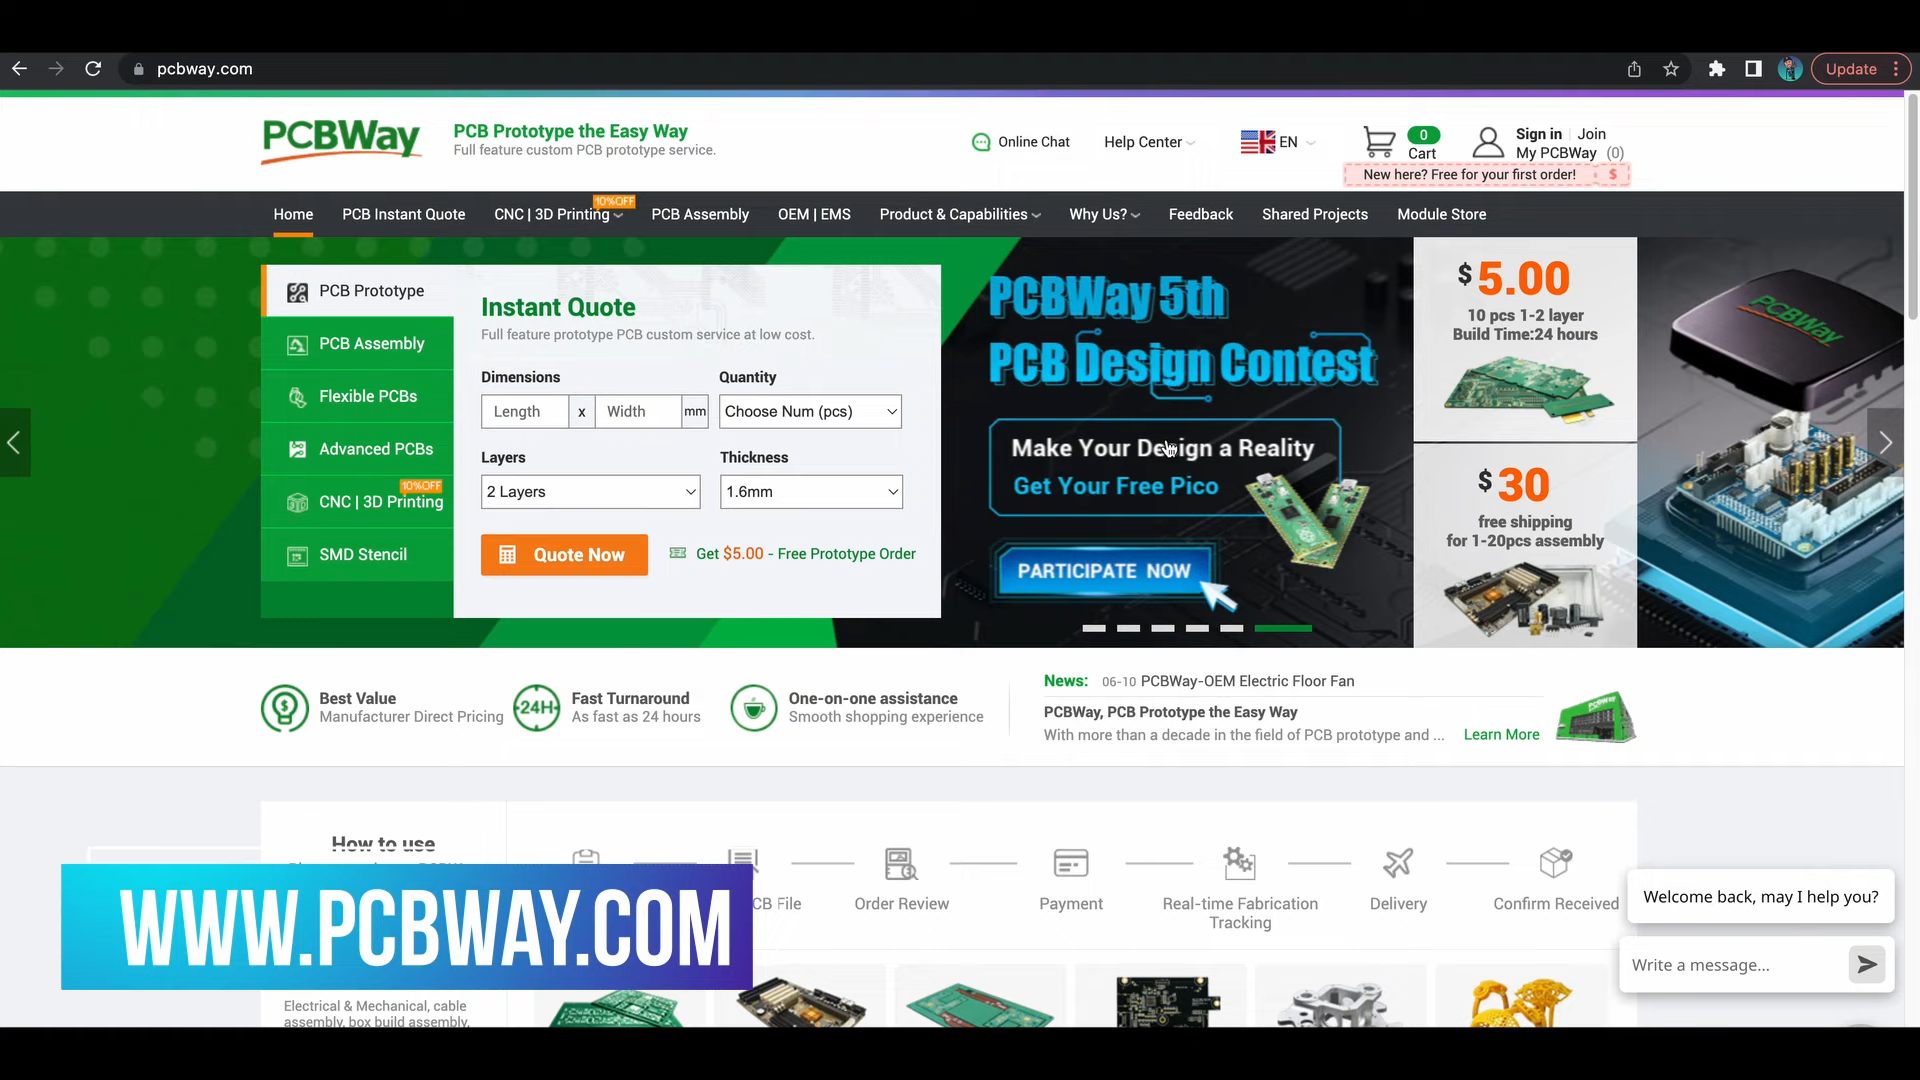 pcbway.com
Update
PCBWay
PCB Prototype the Easy Way
Full feature custom PCB prototype service.
Online Chat
Help Center
EN
0
Cart
Sign in
Join
My PCBWay (0)
New here? Free for your first order! $
Home
PCB Instant Quote
CNC | 3D Printing
10%OFF
PCB Assembly
OEM | EMS
Product & Capabilities
Why Us?
Feedback
Shared Projects
Module Store
PCB Prototype
PCB Assembly
Flexible PCBs
Advanced PCBs
10%OFF
CNC | 3D Printing
SMD Stencil
Instant Quote
Full feature prototype PCB custom service at low cost.
Dimensions
Quantity
Length x Width mm
Choose Num (pcs)
Layers
Thickness
2 Layers
1.6mm
Quote Now
Get $5.00 - Free Prototype Order
PCBWay 5th
PCB Design Contest
Make Your Design a Reality
Get Your Free Pico
PARTICIPATE NOW
$5.00
10 pcs 1-2 layer
Build Time:24 hours
$30
free shipping
for 1-20pcs assembly
PCBWay
Best Value
Manufacturer Direct Pricing
24H
Fast Turnaround
As fast as 24 hours
One-on-one assistance
Smooth shopping experience
News: 06-10 PCBWay-OEM Electric Floor Fan
PCBWay, PCB Prototype the Easy Way
With more than a decade in the field of PCB prototype and ... Learn More
PCBWay
How to use
CB File
Order Review
Payment
Real-time Fabrication
Tracking
Delivery
Confirm Received
WWW.PCBWAY.COM
Electrical & Mechanical, cable
assembly, box build assembly,
Welcome back, may I help you?
Write a message...